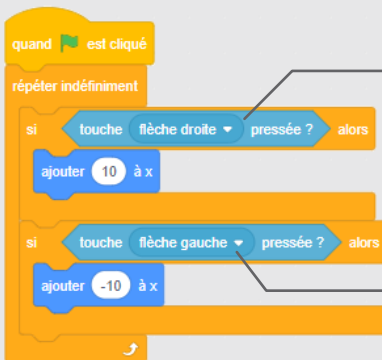 quand est cliqué
répéter indéfiniment
si touche flèche droite pressée ? alors
ajouter 10 à x
si touche flèche gauche pressée ? alors
ajouter -10 à x